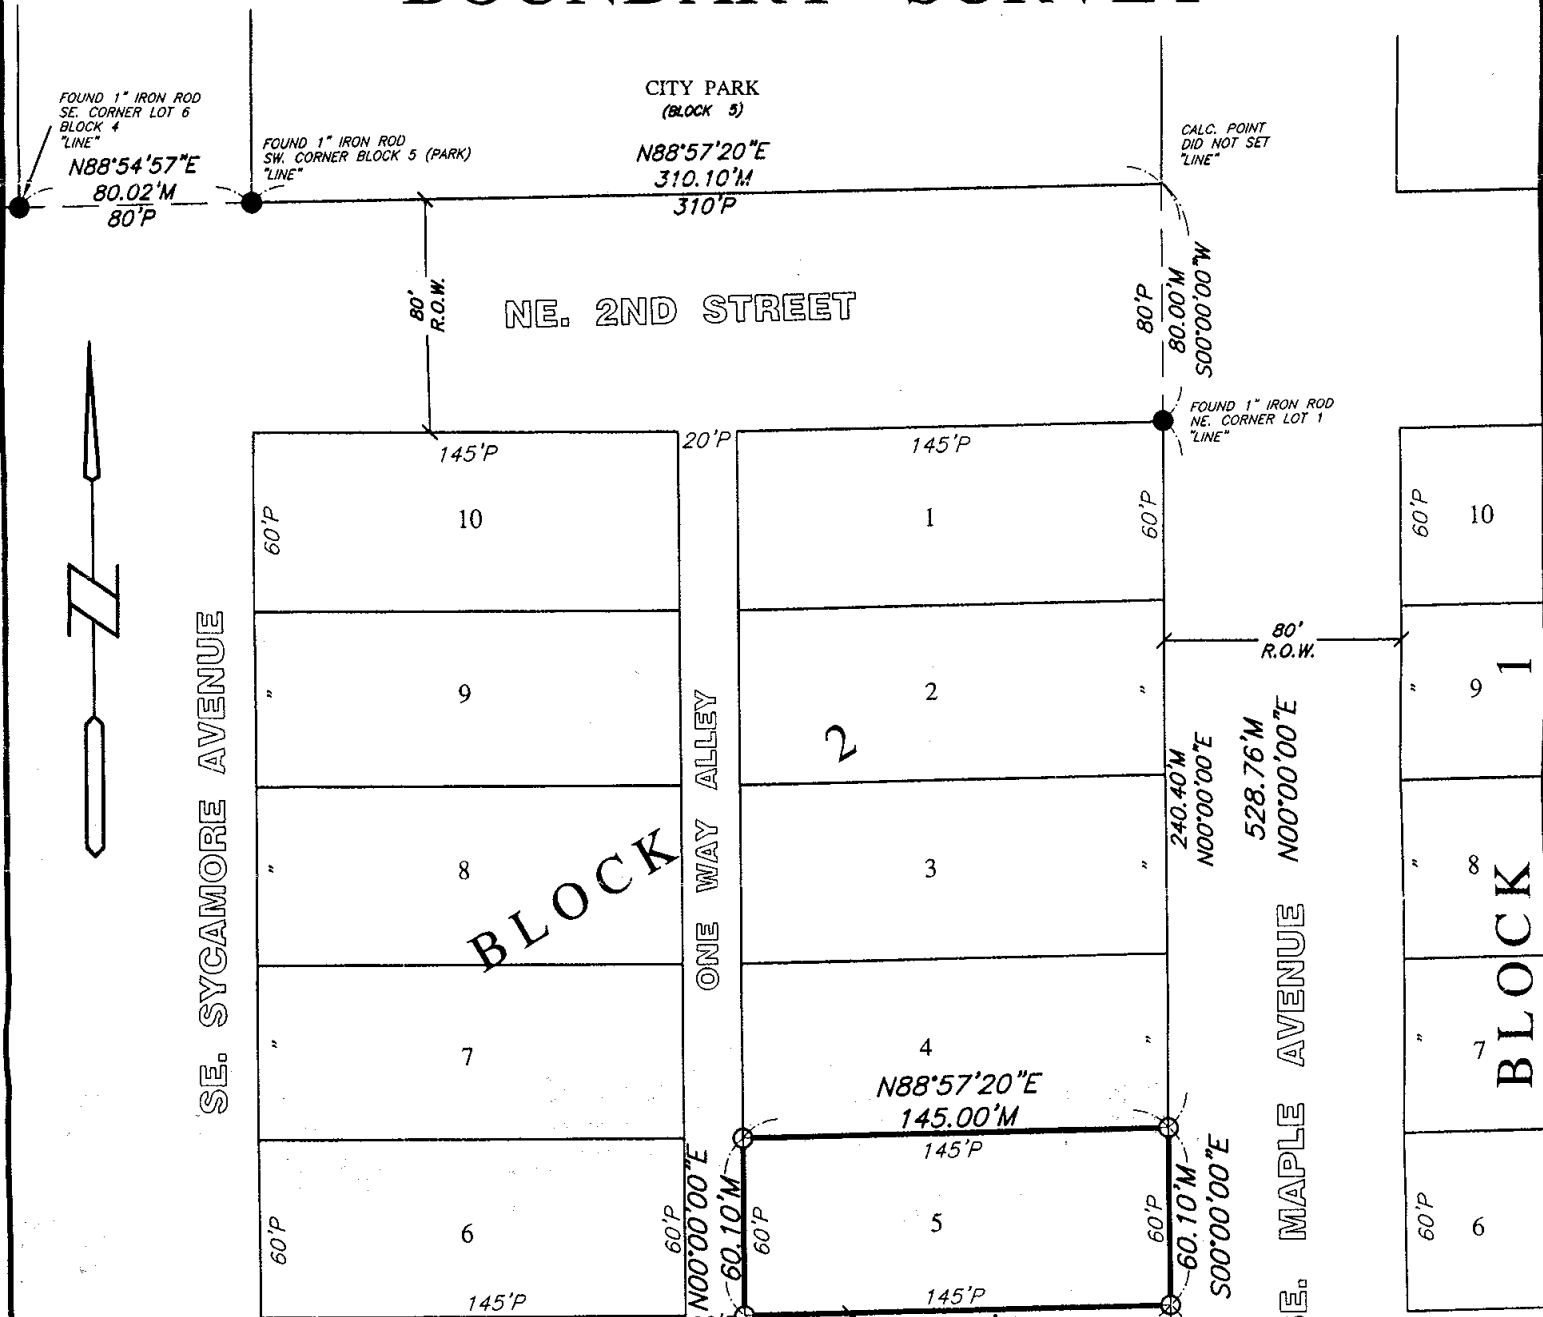 BOUNDARY SURVEY
FOUND 1" IRON ROD
SE. CORNER LOT 6
BLOCK 4
"LINE"
N88°54'57"E
80.02'M
80'P
FOUND 1" IRON ROD
SW. CORNER BLOCK 5 (PARK)
"LINE"
CITY PARK
(BLOCK 5)
N88°57'20"E
310.10'M
310'P
CALC. POINT
DID NOT SET
"LINE"
80'
R.O.W.
NE. 2ND STREET
80'P
80.00'M
S00°00'00"W
FOUND 1" IRON ROD
NE. CORNER LOT 1
"LINE"
145'P
20'P
145'P
60'P
10
1
60'P
60'P
10
80'
R.O.W.
SE. SYCAMORE AVENUE
"
9
ONE WAY ALLEY
2
"
"
9
BLOCK 2
240.40'M
N00°00'00"E
528.76'M
N00°00'00"E
BLOCK 1
"
8
3
"
"
8
"
7
4
"
"
7
N88°57'20"E
145.00'M
145'P
60'P
6
60'P
N00°00'00"E
60.10'M
60'P
5
60'P
60.10'M
S00°00'00"E
SE. MAPLE AVENUE
60'P
6
145'P
145'P